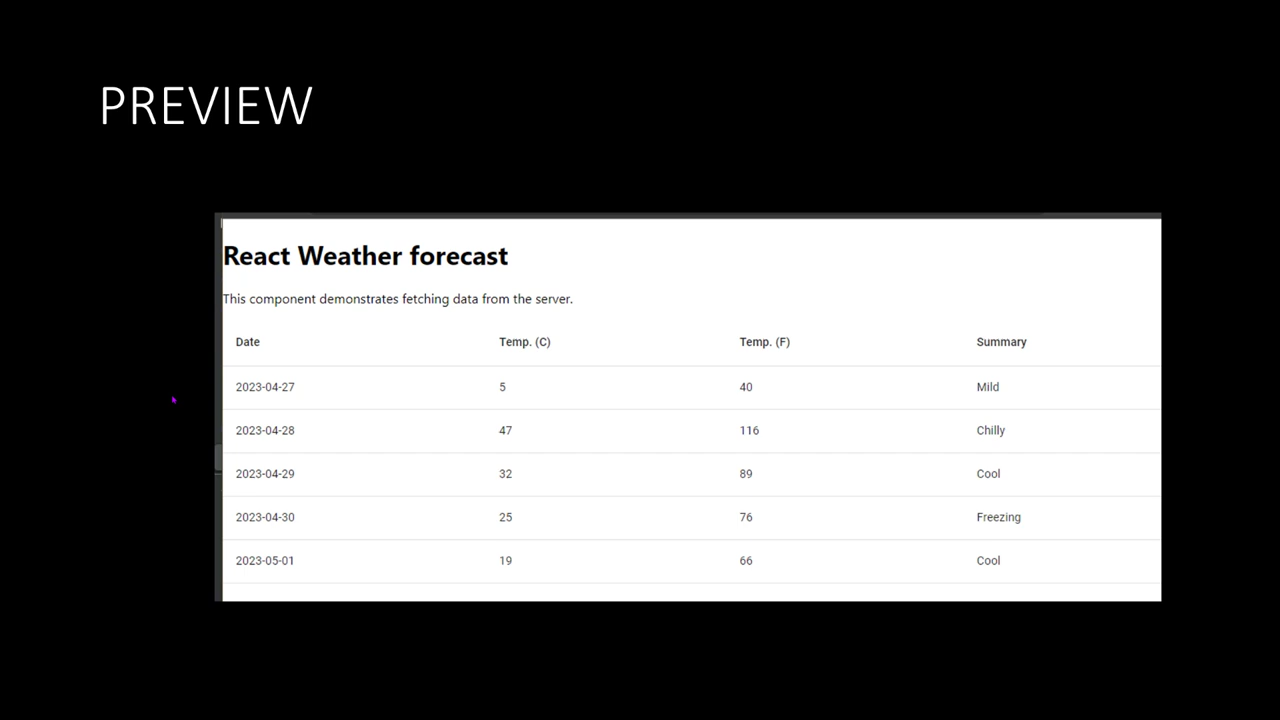 PREVIEW
React Weather forecast
This component demonstrates fetching data from the server.
Date Temp. (C) Temp. (F) Summary
2023-04-27 5 40 Mild
2023-04-28 47 116 Chilly
2023-04-29 32 89 Cool
2023-04-30 25 76 Freezing
2023-05-01 19 66 Cool